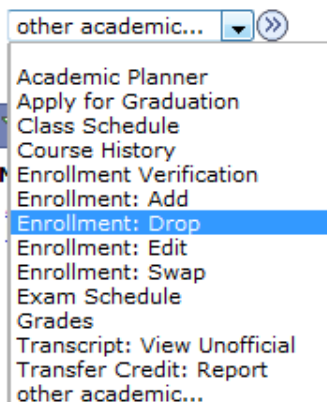 other academic...
Academic Planner
Apply for Graduation
Class Schedule
Course History
Enrollment Verification
Enrollment: Add
Enrollment: Drop
Enrollment: Edit
Enrollment: Swap
Exam Schedule
Grades
Transcript: View Unofficial
Transfer Credit: Report
other academic...